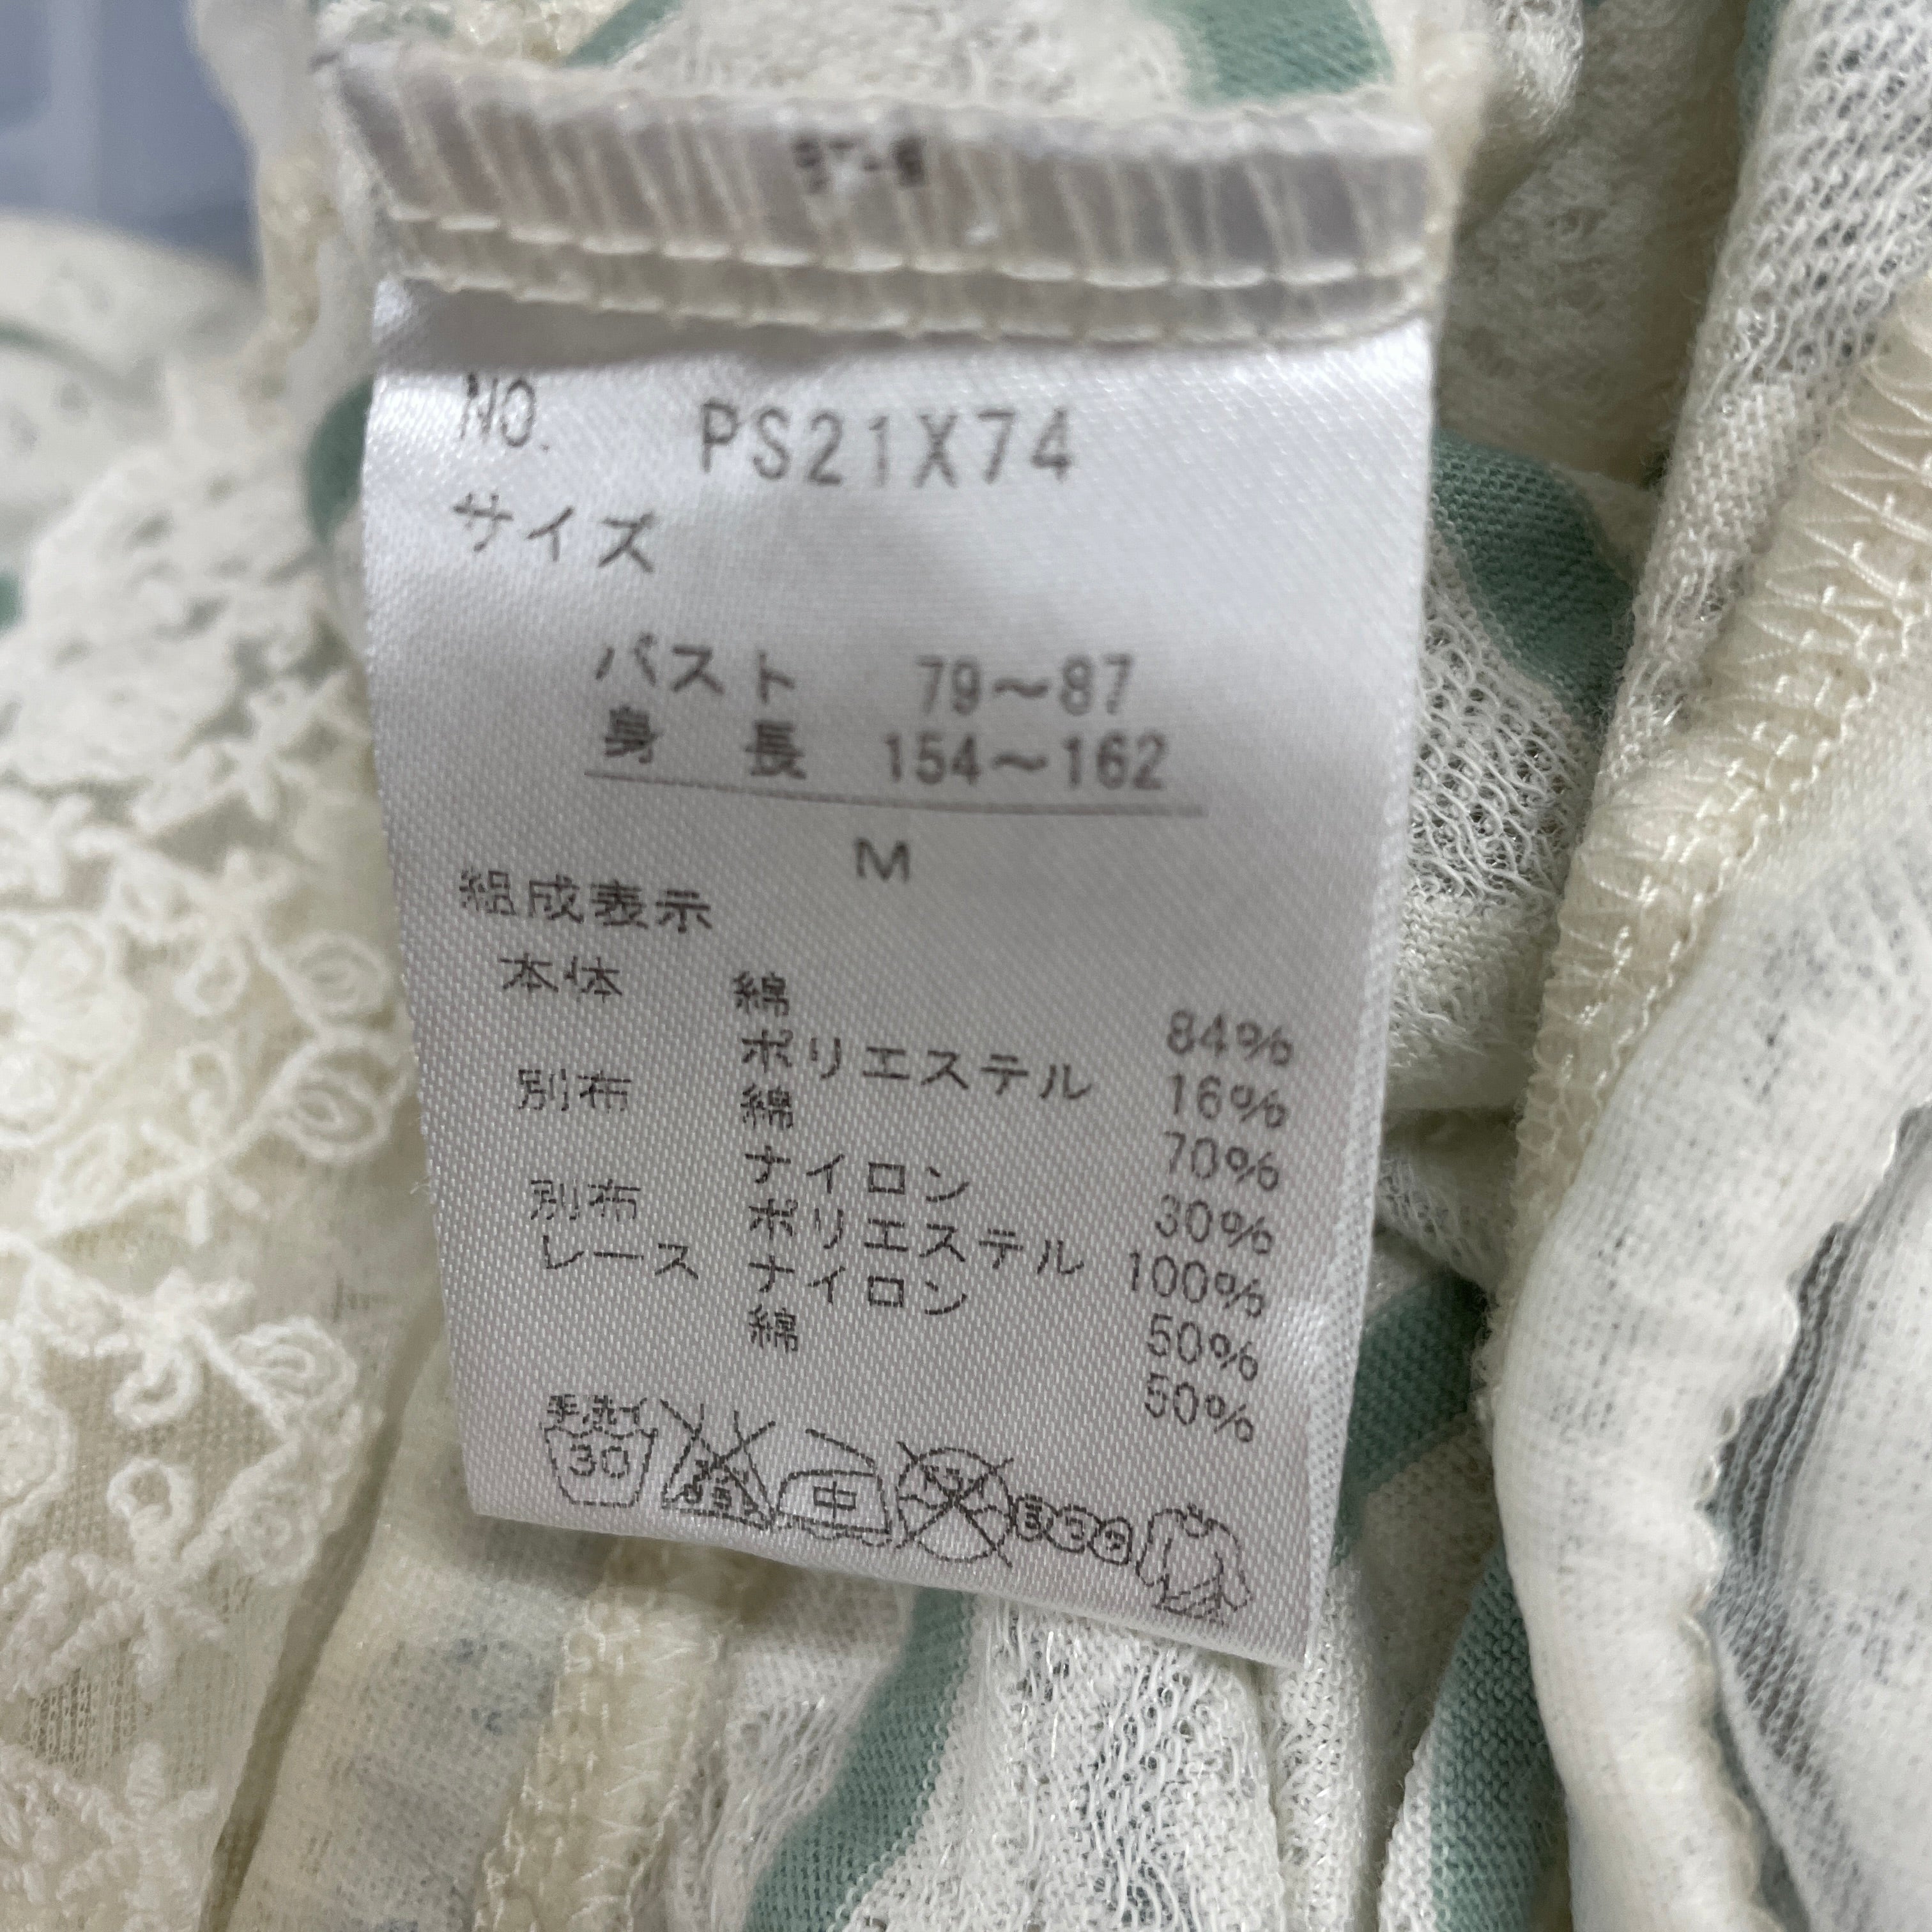 NO. PS21X74
サイズ
バスト 79〜87
身長 154〜162
M
組成表示
本体 綿 84%
ポリエステル 16%
別布 綿 70%
ナイロン 30%
別布 ポリエステル 100%
レース ナイロン 50%
綿 50%
手洗イ
30
中